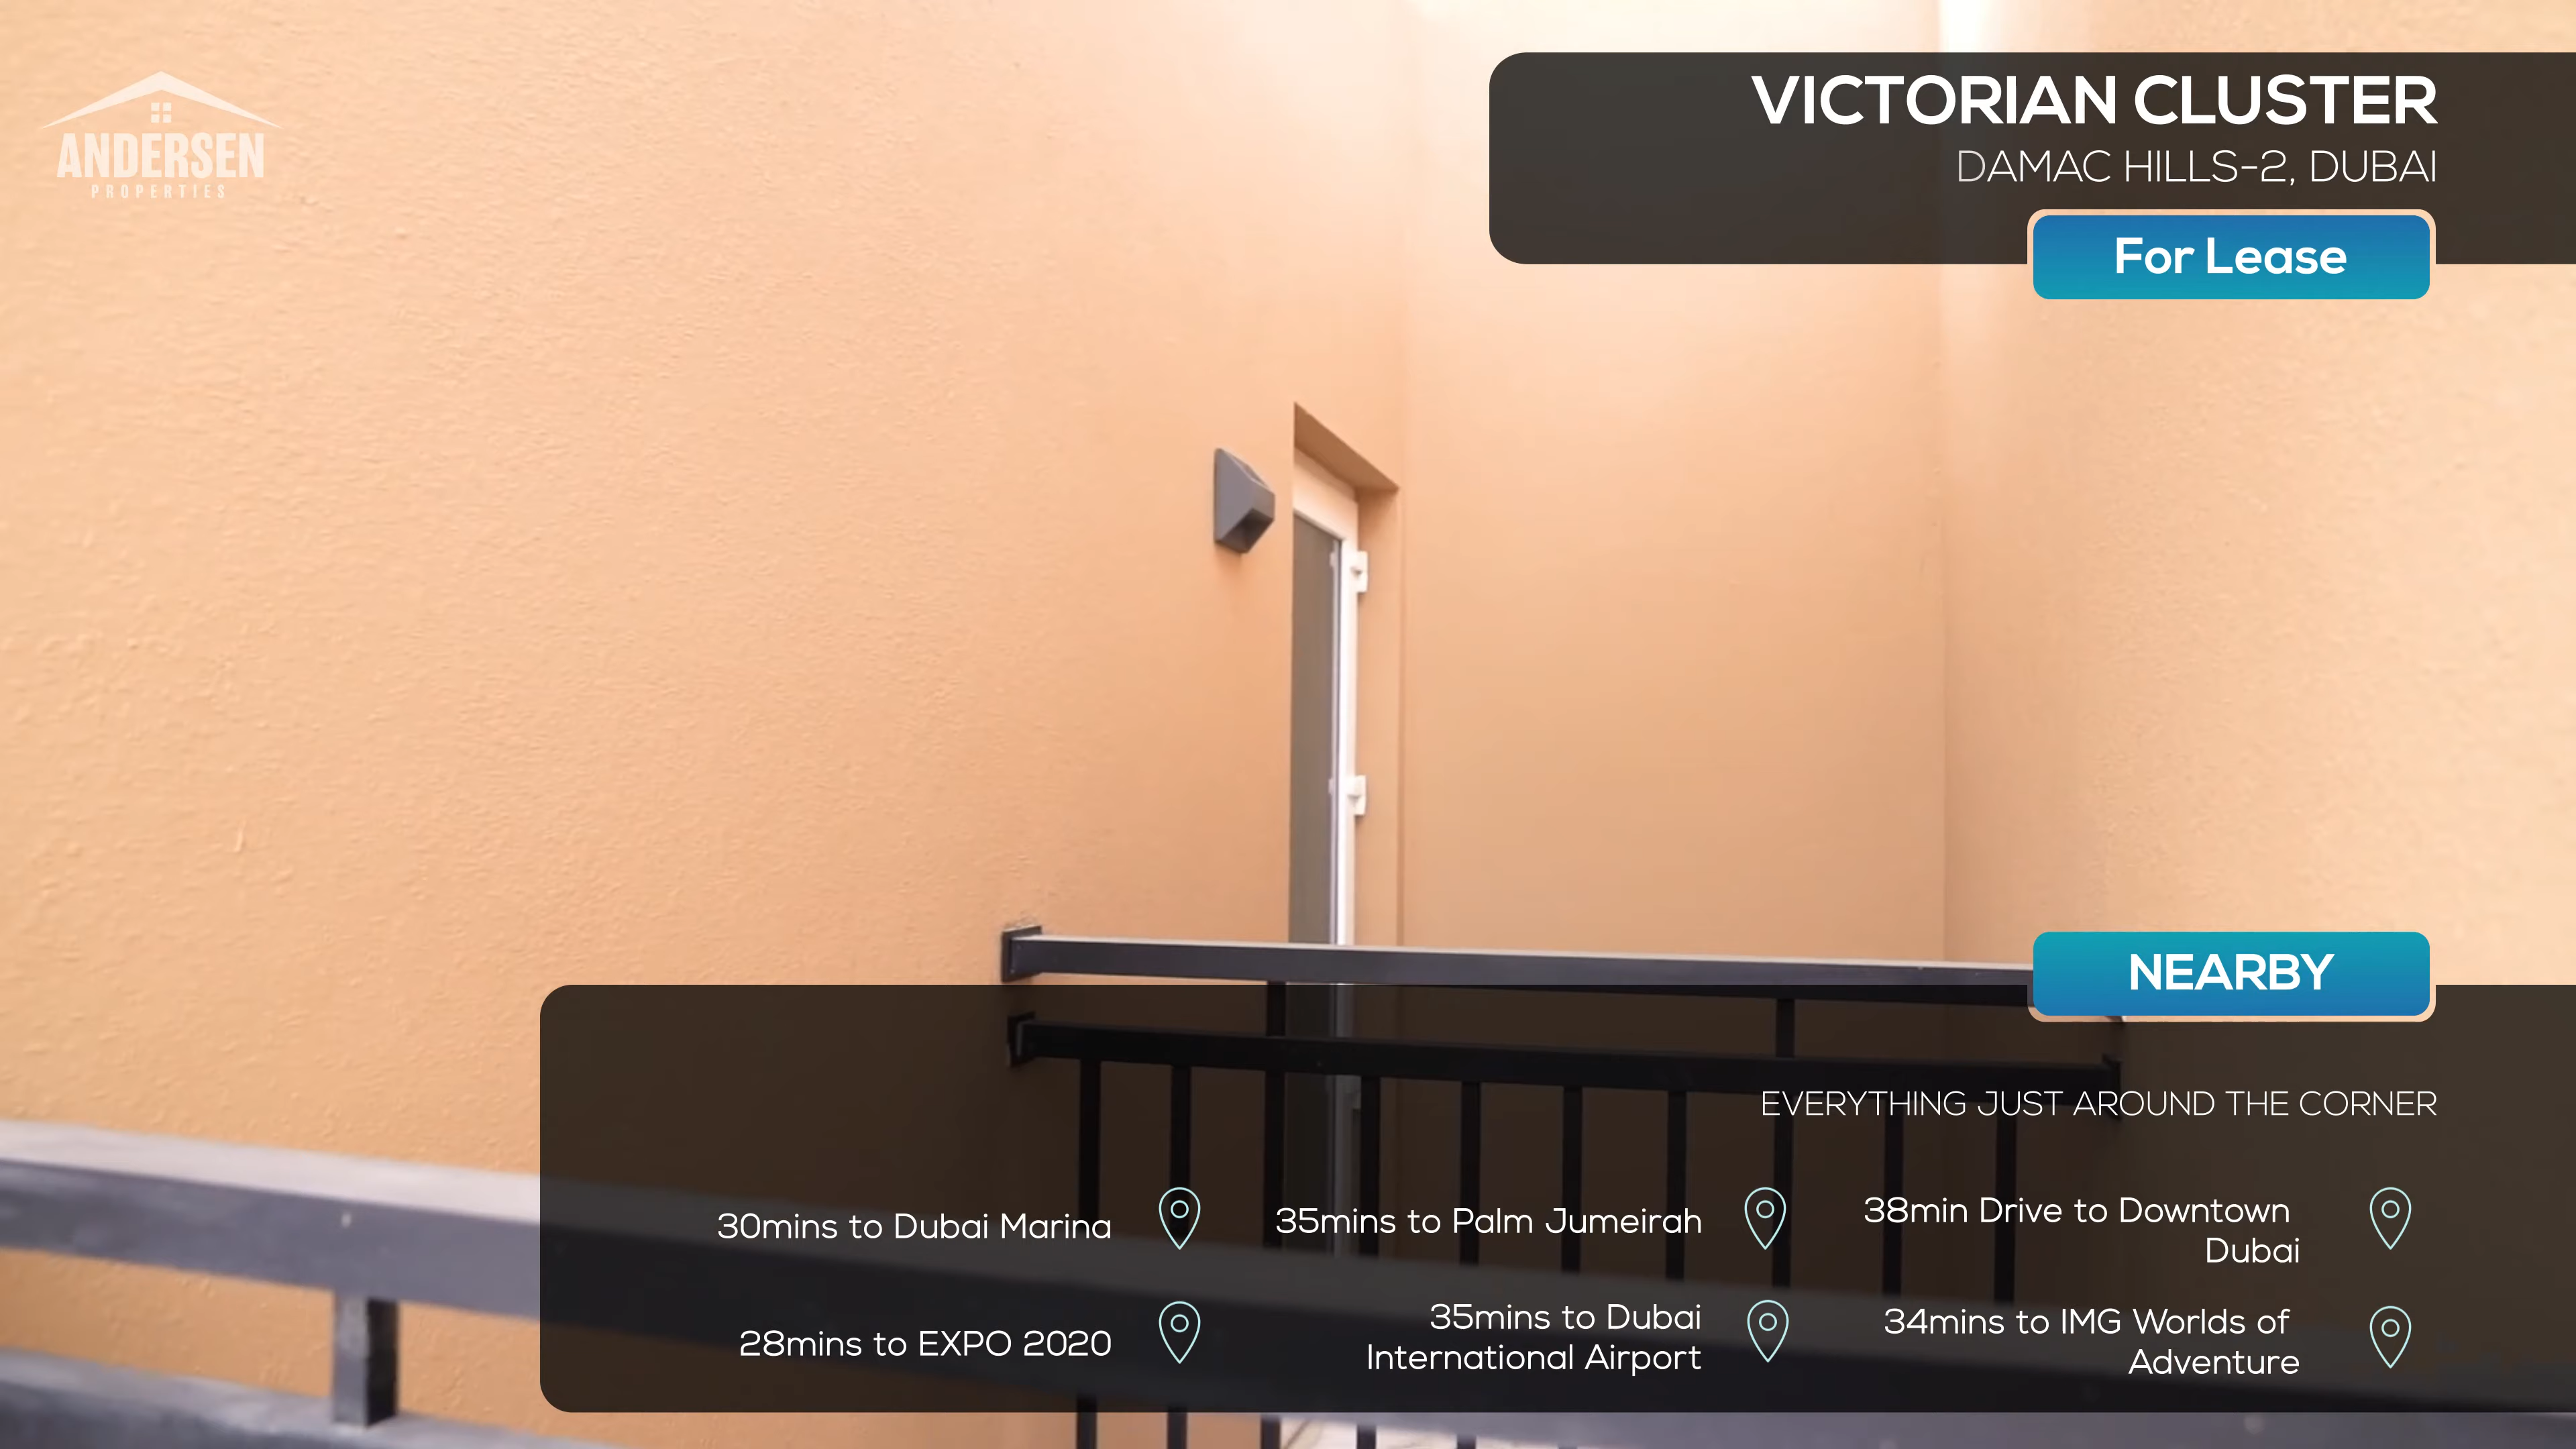 ANDERSEN
PROPERTIES
VICTORIAN CLUSTER
DAMAC HILLS-2, DUBAI
For Lease
NEARBY
EVERYTHING JUST AROUND THE CORNER
30mins to Dubai Marina
35mins to Palm Jumeirah
38min Drive to Downtown
Dubai
28mins to EXPO 2020
35mins to Dubai
International Airport
34mins to IMG Worlds of
Adventure